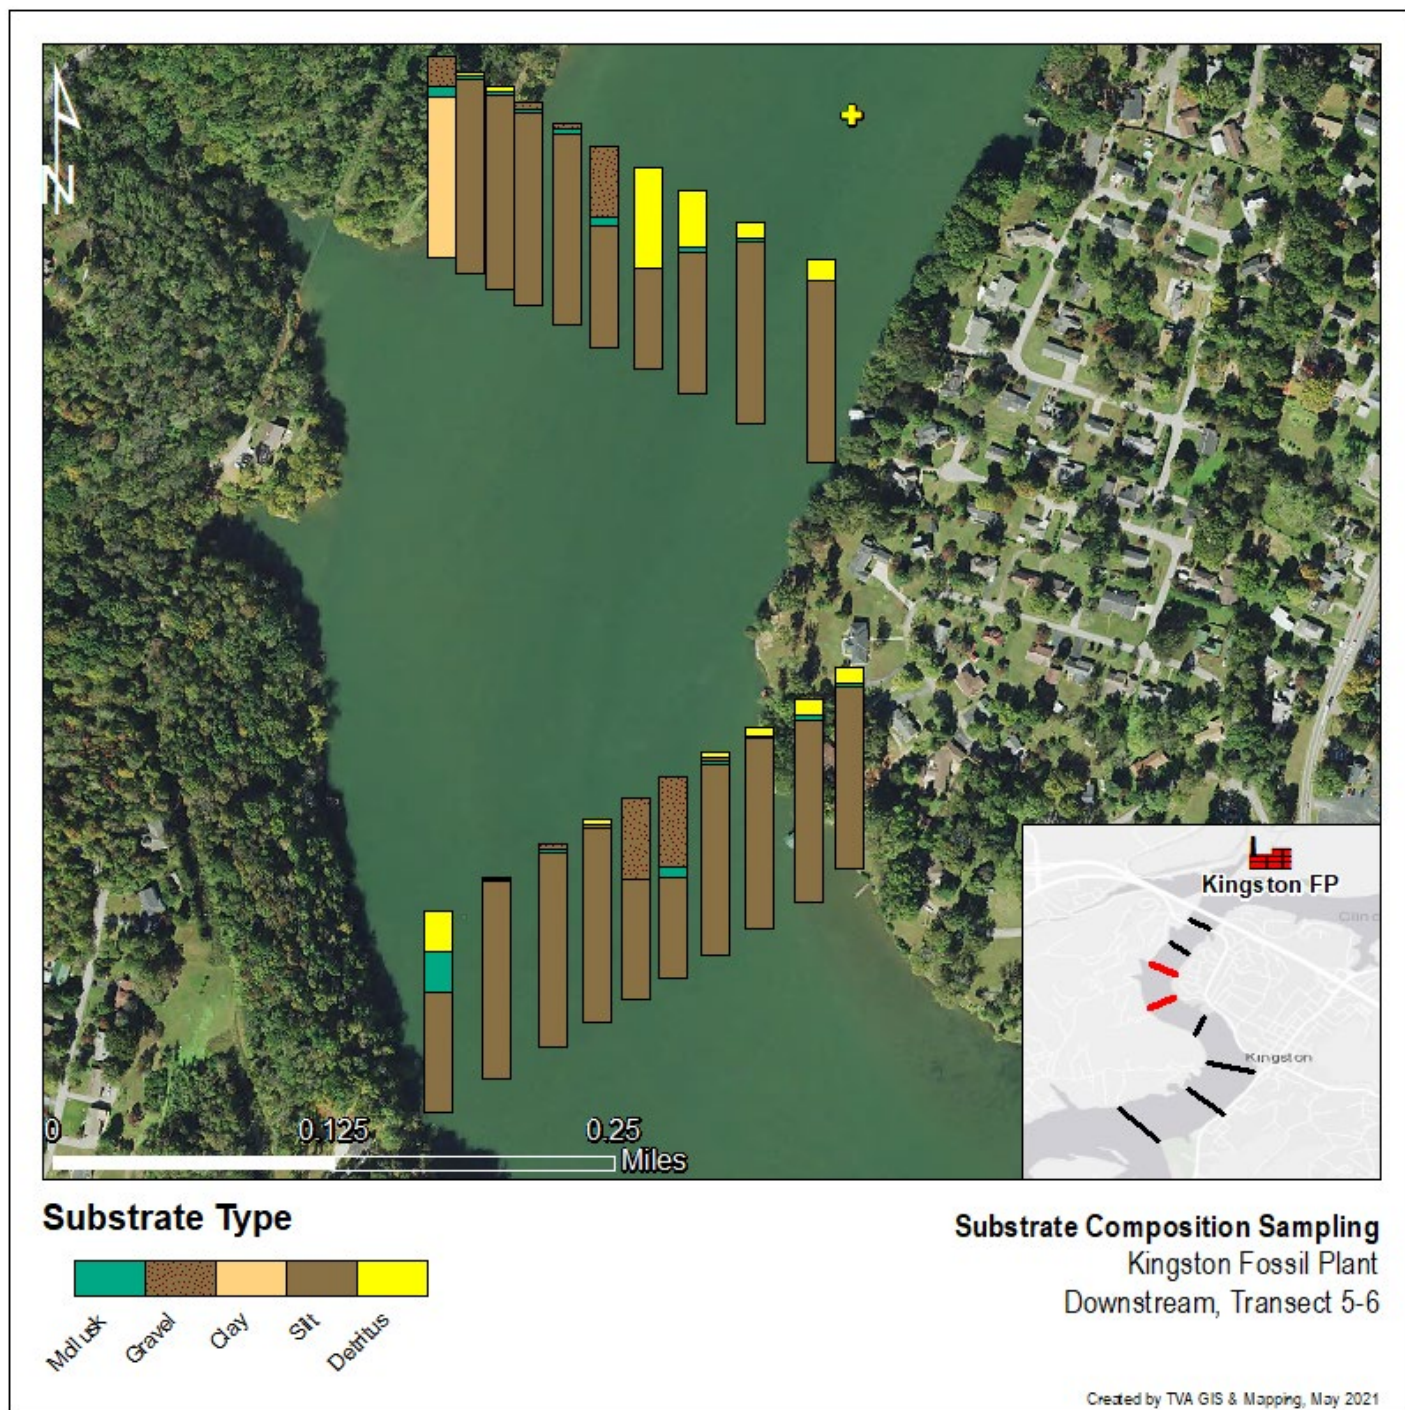 N
Kingston FP
Clinc
Kingston
0 0.125 0.25
Miles
Substrate Type
Mollusk Gravel Clay Silt Detritus
Substrate Composition Sampling
Kingston Fossil Plant
Downstream, Transect 5-6
Created by TVA GIS & Mapping, May 2021